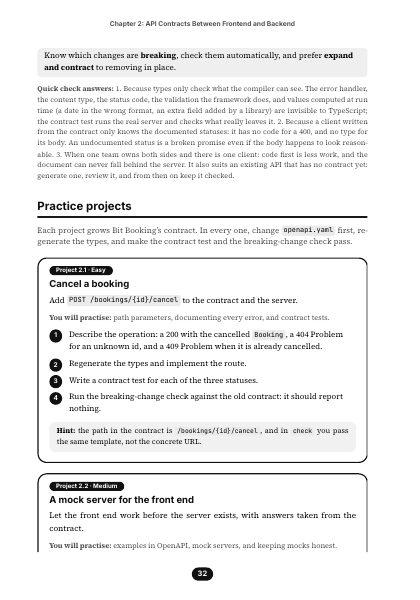 Chapter 2: API Contracts Between Frontend and Backend
Know which changes are breaking, check them automatically, and prefer expand
and contract to removing in place.
Quick check answers: 1. Because types only check what the compiler can see. The error handler,
the content type, the status code, the validation the framework does, and values computed at run
time (a date in the wrong format, an extra field added by a library) are invisible to TypeScript;
the contract test runs the real server and checks what really leaves it. 2. Because a client written
from the contract only knows the documented statuses: it has no code for a 400, and no type for
its body. An undocumented status is a broken promise even if the body happens to look reason-
able. 3. When one team owns both sides and there is one client: code first is less work, and the
document can never fall behind the server. It also suits an existing API that has no contract yet:
generate one, review it, and from then on keep it checked.
Practice projects
Each project grows Bit Booking's contract. In every one, change openapi.yaml first, re-
generate the types, and make the contract test and the breaking-change check pass.
Project 2.1 · Easy
Cancel a booking
Add POST /bookings/{id}/cancel to the contract and the server.
You will practise: path parameters, documenting every error, and contract tests.
1 Describe the operation: a 200 with the cancelled Booking, a 404 Problem
for an unknown id, and a 409 Problem when it is already cancelled.
2 Regenerate the types and implement the route.
3 Write a contract test for each of the three statuses.
4 Run the breaking-change check against the old contract: it should report
nothing.
Hint: the path in the contract is /bookings/{id}/cancel, and in check you pass
the same template, not the concrete URL.
Project 2.2 · Medium
A mock server for the front end
Let the front end work before the server exists, with answers taken from the
contract.
You will practise: examples in OpenAPI, mock servers, and keeping mocks honest.
32